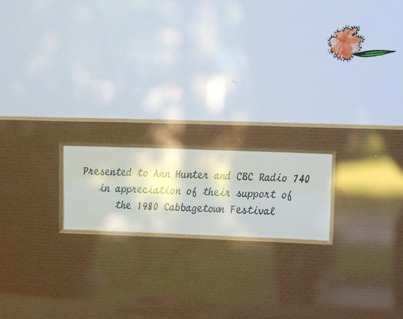 Presented to Ann Hunter and CBC Radio 740
in appreciation of their support of
the 1980 Cabbagetown Festival